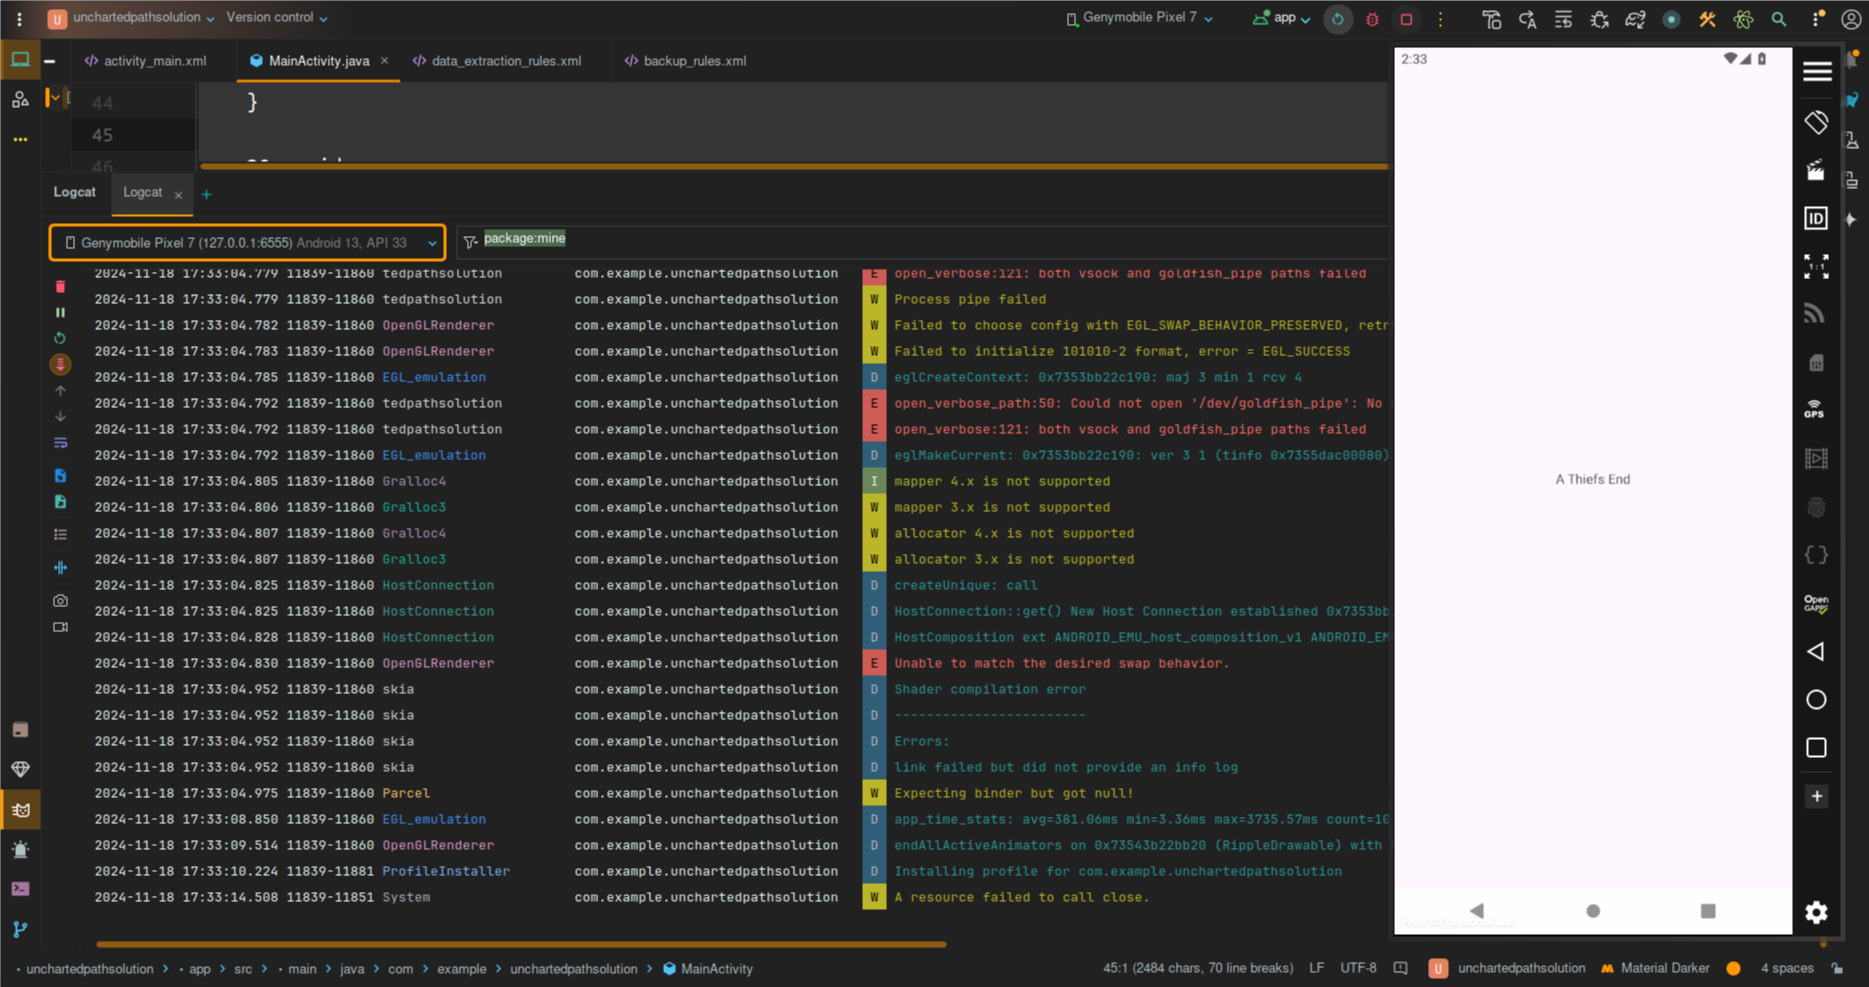 U unchartedpathsolution Version control Genymobile Pixel 7 app
activity_main.xml MainActivity.java data_extraction_rules.xml backup_rules.xml
44 }
45
46
Logcat Logcat
Genymobile Pixel 7 (127.0.0.1:6555) Android 13, API 33 package:mine
2024-11-18 17:33:04.779 11839-11860 tedpathsolution com.example.unchartedpathsolution E open_verbose:121: both vsock and goldfish_pipe paths failed
2024-11-18 17:33:04.779 11839-11860 tedpathsolution com.example.unchartedpathsolution W Process pipe failed
2024-11-18 17:33:04.782 11839-11860 OpenGLRenderer com.example.unchartedpathsolution W Failed to choose config with EGL_SWAP_BEHAVIOR_PRESERVED, retr
2024-11-18 17:33:04.783 11839-11860 OpenGLRenderer com.example.unchartedpathsolution W Failed to initialize 101010-2 format, error = EGL_SUCCESS
2024-11-18 17:33:04.785 11839-11860 EGL_emulation com.example.unchartedpathsolution D eglCreateContext: 0x7353bb22c190: maj 3 min 1 rcv 4
2024-11-18 17:33:04.792 11839-11860 tedpathsolution com.example.unchartedpathsolution E open_verbose_path:50: Could not open '/dev/goldfish_pipe': No
2024-11-18 17:33:04.792 11839-11860 tedpathsolution com.example.unchartedpathsolution E open_verbose:121: both vsock and goldfish_pipe paths failed
2024-11-18 17:33:04.792 11839-11860 EGL_emulation com.example.unchartedpathsolution D eglMakeCurrent: 0x7353bb22c190: ver 3 1 (tinfo 0x7355dac00080)
2024-11-18 17:33:04.805 11839-11860 Gralloc4 com.example.unchartedpathsolution I mapper 4.x is not supported
2024-11-18 17:33:04.806 11839-11860 Gralloc3 com.example.unchartedpathsolution W mapper 3.x is not supported
2024-11-18 17:33:04.807 11839-11860 Gralloc4 com.example.unchartedpathsolution W allocator 4.x is not supported
2024-11-18 17:33:04.807 11839-11860 Gralloc3 com.example.unchartedpathsolution W allocator 3.x is not supported
2024-11-18 17:33:04.825 11839-11860 HostConnection com.example.unchartedpathsolution D createUnique: call
2024-11-18 17:33:04.825 11839-11860 HostConnection com.example.unchartedpathsolution D HostConnection::get() New Host Connection established 0x7353bb
2024-11-18 17:33:04.828 11839-11860 HostConnection com.example.unchartedpathsolution D HostComposition ext ANDROID_EMU_host_composition_v1 ANDROID_EM
2024-11-18 17:33:04.830 11839-11860 OpenGLRenderer com.example.unchartedpathsolution E Unable to match the desired swap behavior.
2024-11-18 17:33:04.952 11839-11860 skia com.example.unchartedpathsolution D Shader compilation error
2024-11-18 17:33:04.952 11839-11860 skia com.example.unchartedpathsolution D ------------------------
2024-11-18 17:33:04.952 11839-11860 skia com.example.unchartedpathsolution D Errors:
2024-11-18 17:33:04.952 11839-11860 skia com.example.unchartedpathsolution D link failed but did not provide an info log
2024-11-18 17:33:04.975 11839-11860 Parcel com.example.unchartedpathsolution W Expecting binder but got null!
2024-11-18 17:33:08.850 11839-11860 EGL_emulation com.example.unchartedpathsolution D app_time_stats: avg=381.06ms min=3.36ms max=3735.57ms count=10
2024-11-18 17:33:09.514 11839-11860 OpenGLRenderer com.example.unchartedpathsolution D endAllActiveAnimators on 0x73543b22bb20 (RippleDrawable) with
2024-11-18 17:33:10.224 11839-11881 ProfileInstaller com.example.unchartedpathsolution D Installing profile for com.example.unchartedpathsolution
2024-11-18 17:33:14.508 11839-11851 System com.example.unchartedpathsolution W A resource failed to call close.
2:33
A Thiefs End
ID
1:1
GPS
Open
GAPPS
unchartedpathsolution > app > src > main > java > com > example > unchartedpathsolution > MainActivity 45:1 (2484 chars, 70 line breaks) LF UTF-8 U unchartedpathsolution Material Darker 4 spaces